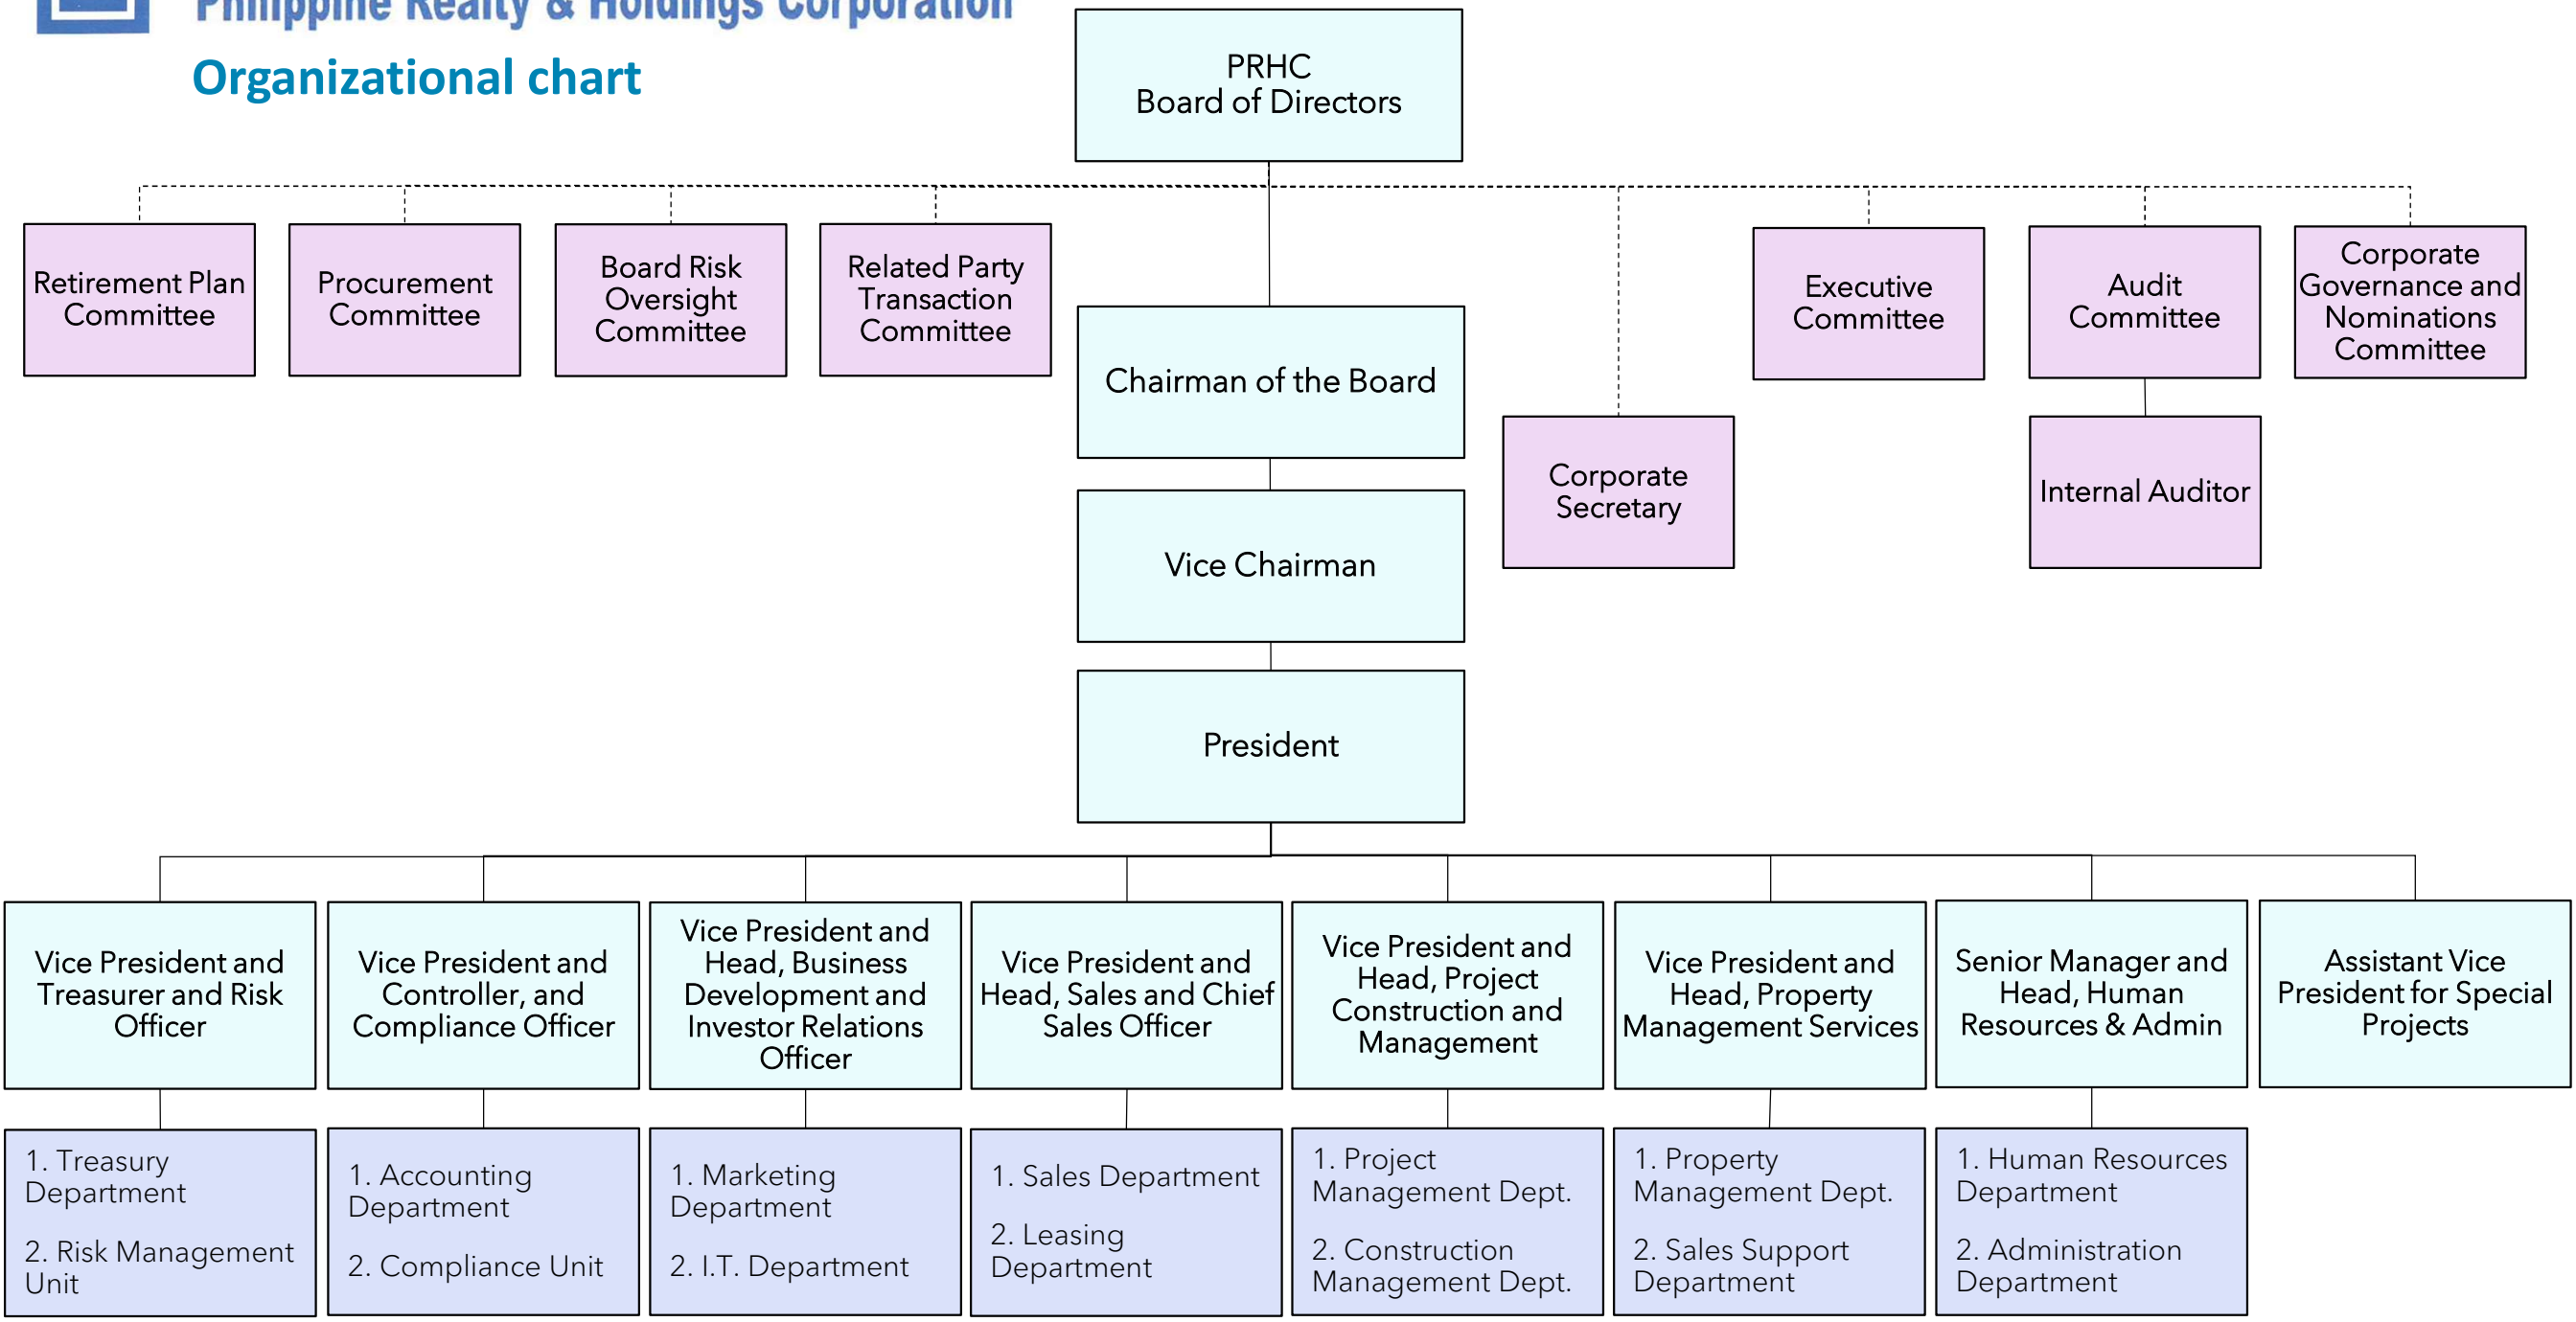 Philippine Realty & Holdings Corporation
Organizational chart
PRHC
Board of Directors
Retirement Plan
Committee
Procurement
Committee
Board Risk
Oversight
Committee
Related Party
Transaction
Committee
Executive
Committee
Audit
Committee
Corporate
Governance and
Nominations
Committee
Chairman of the Board
Corporate
Secretary
Internal Auditor
Vice Chairman
President
Vice President and
Treasurer and Risk
Officer
Vice President and
Controller, and
Compliance Officer
Vice President and
Head, Business
Development and
Investor Relations
Officer
Vice President and
Head, Sales and Chief
Sales Officer
Vice President and
Head, Project
Construction and
Management
Vice President and
Head, Property
Management Services
Senior Manager and
Head, Human
Resources & Admin
Assistant Vice
President for Special
Projects
1. Treasury
Department
2. Risk Management
Unit
1. Accounting
Department
2. Compliance Unit
1. Marketing
Department
2. I.T. Department
1. Sales Department
2. Leasing
Department
1. Project
Management Dept.
2. Construction
Management Dept.
1. Property
Management Dept.
2. Sales Support
Department
1. Human Resources
Department
2. Administration
Department